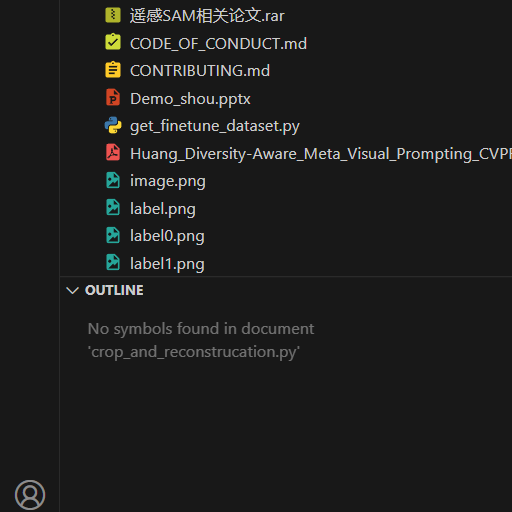 遥感SAM相关论文.rar
CODE_OF_CONDUCT.md
CONTRIBUTING.md
Demo_shou.pptx
get_finetune_dataset.py
Huang_Diversity-Aware_Meta_Visual_Prompting_CVPR
image.png
label.png
label0.png
label1.png
OUTLINE
No symbols found in document
'crop_and_reconstrucation.py'